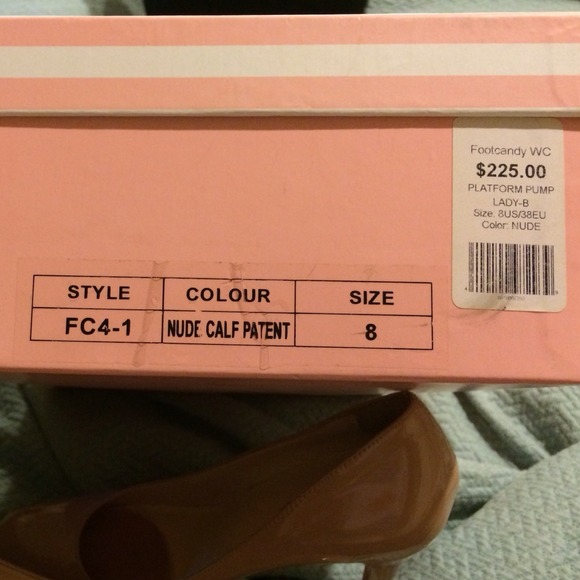 Footcandy WC
$225.00
PLATFORM PUMP
LADY-B
Size: 8US/38EU
Color: NUDE
STYLE COLOUR SIZE
FC4-1 NUDE CALF PATENT 8